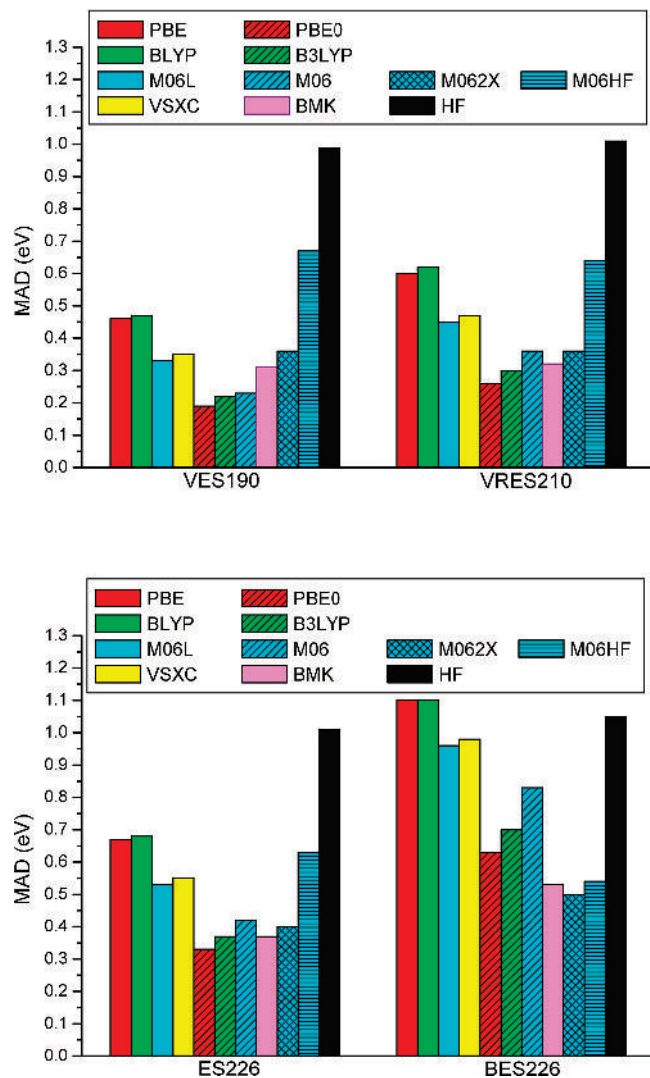 PBE PBE0
BLYP B3LYP
M06L M06 M062X M06HF
VSXC BMK HF
1.3
1.2
1.1
1.0
0.9
0.8
0.7
0.6
0.5
0.4
0.3
0.2
0.1
0.0
MAD (eV)
VES190 VRES210
PBE PBE0
BLYP B3LYP
M06L M06 M062X M06HF
VSXC BMK HF
1.3
1.2
1.1
1.0
0.9
0.8
0.7
0.6
0.5
0.4
0.3
0.2
0.1
0.0
MAD (eV)
ES226 BES226